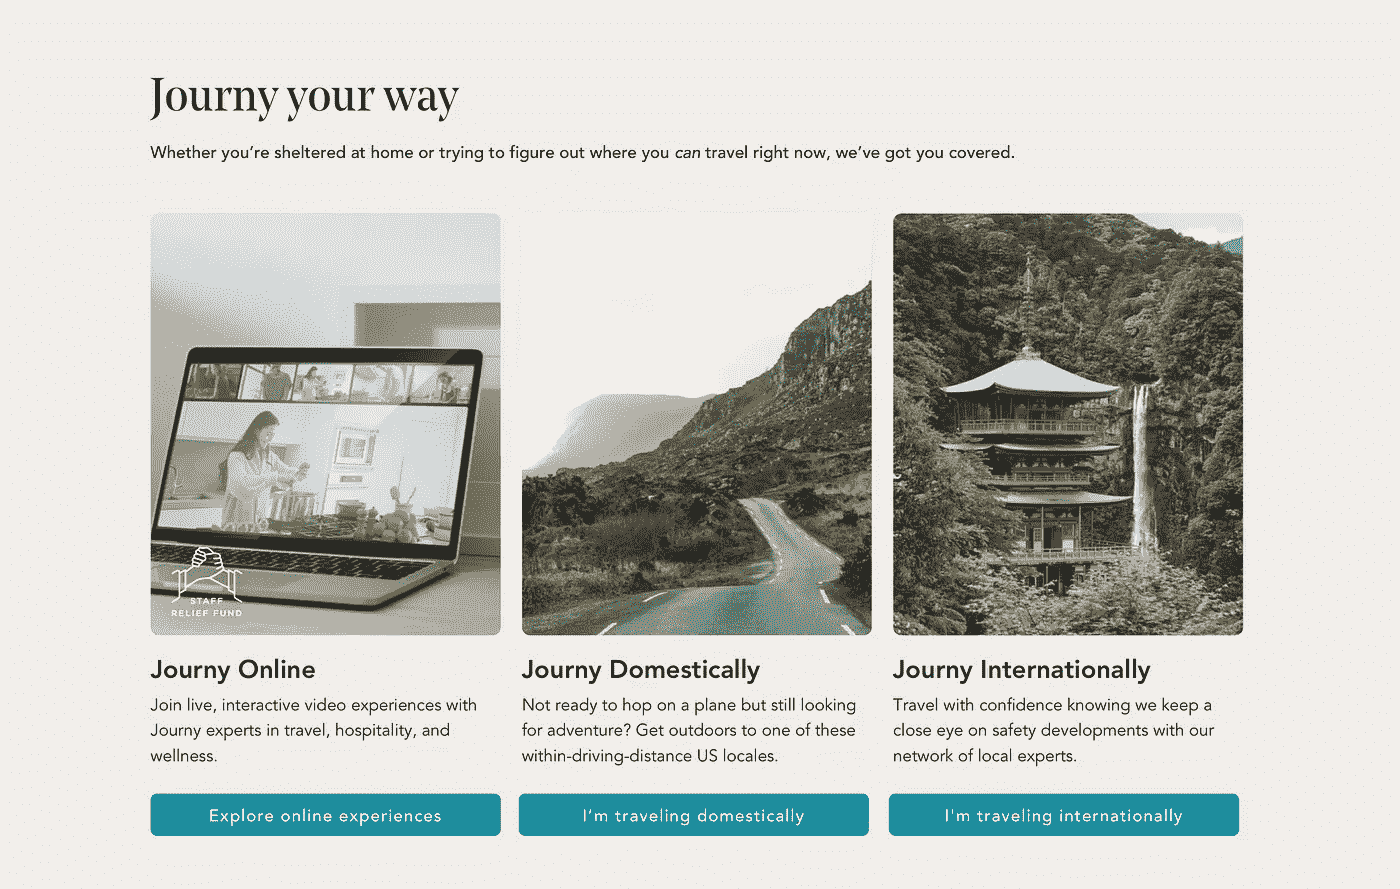 Journy your way
Whether you’re sheltered at home or trying to figure out where you can travel right now, we’ve got you covered.
STAFF
RELIEF FUND
Journy Online
Join live, interactive video experiences with
Journy experts in travel, hospitality, and
wellness.
Explore online experiences
Journy Domestically
Not ready to hop on a plane but still looking
for adventure? Get outdoors to one of these
within-driving-distance US locales.
I’m traveling domestically
Journy Internationally
Travel with confidence knowing we keep a
close eye on safety developments with our
network of local experts.
I'm traveling internationally